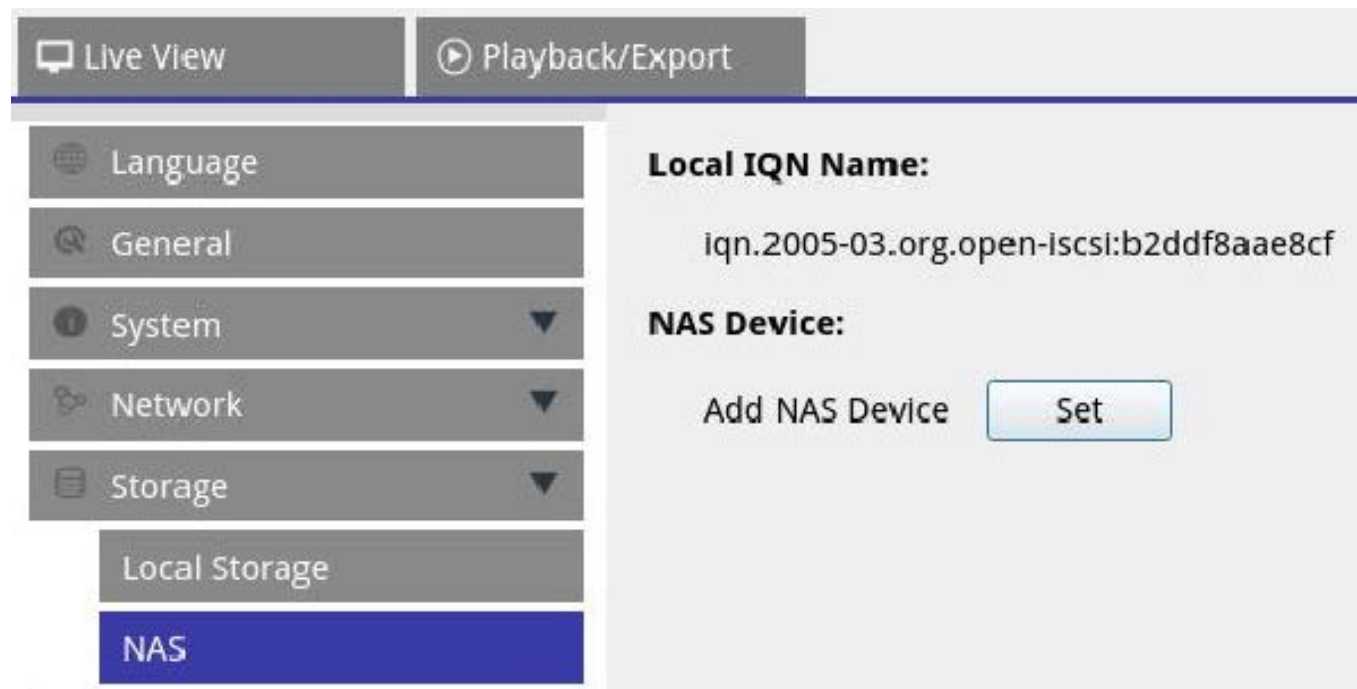 Live View
Playback/Export
Language
General
System
Network
Storage
Local Storage
NAS
Local IQN Name:
iqn.2005-03.org.open-iscsi:b2ddf8aae8cf
NAS Device:
Add NAS Device
Set